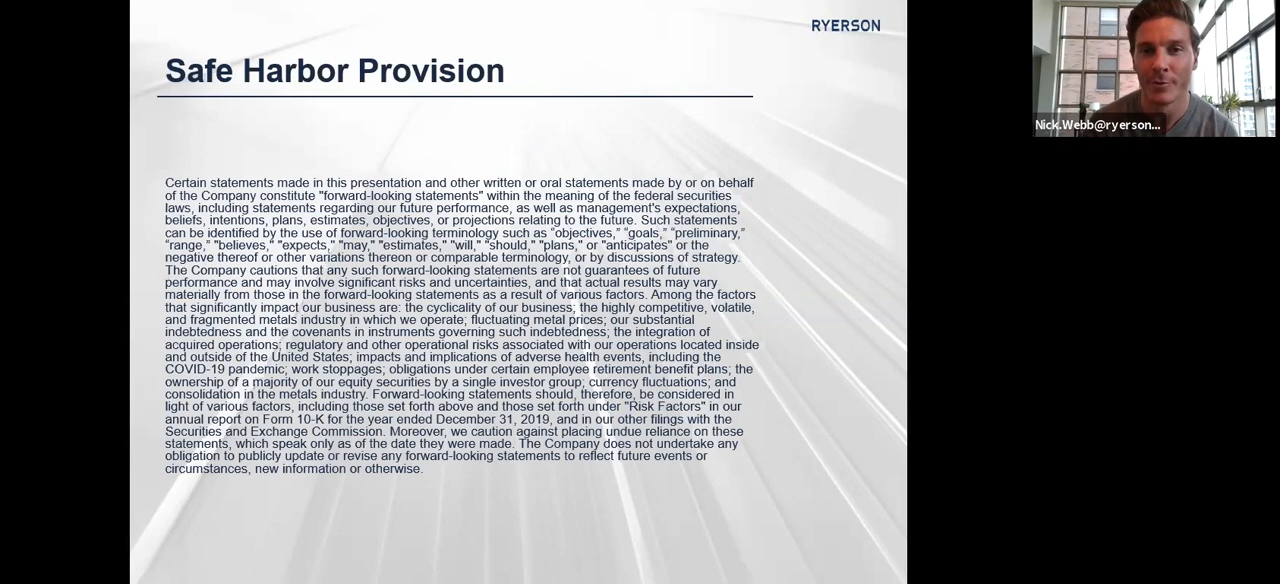 RYERSON
Safe Harbor Provision
Certain statements made in this presentation and other written or oral statements made by or on behalf
of the Company constitute "forward-looking statements" within the meaning of the federal securities
laws, including statements regarding our future performance, as well as management's expectations,
beliefs, intentions, plans, estimates, objectives, or projections relating to the future. Such statements
can be identified by the use of forward-looking terminology such as “objectives,” “goals,” “preliminary,”
“range,” "believes," "expects," "may," "estimates," "will," "should," "plans," or "anticipates" or the
negative thereof or other variations thereon or comparable terminology, or by discussions of strategy.
The Company cautions that any such forward-looking statements are not guarantees of future
performance and may involve significant risks and uncertainties, and that actual results may vary
materially from those in the forward-looking statements as a result of various factors. Among the factors
that significantly impact our business are: the cyclicality of our business; the highly competitive, volatile,
and fragmented metals industry in which we operate; fluctuating metal prices; our substantial
indebtedness and the covenants in instruments governing such indebtedness; the integration of
acquired operations; regulatory and other operational risks associated with our operations located inside
and outside of the United States; impacts and implications of adverse health events, including the
COVID-19 pandemic; work stoppages; obligations under certain employee retirement benefit plans; the
ownership of a majority of our equity securities by a single investor group; currency fluctuations; and
consolidation in the metals industry. Forward-looking statements should, therefore, be considered in
light of various factors, including those set forth above and those set forth under "Risk Factors" in our
annual report on Form 10-K for the year ended December 31, 2019, and in our other filings with the
Securities and Exchange Commission. Moreover, we caution against placing undue reliance on these
statements, which speak only as of the date they were made. The Company does not undertake any
obligation to publicly update or revise any forward-looking statements to reflect future events or
circumstances, new information or otherwise.
Nick.Webb@ryerson...